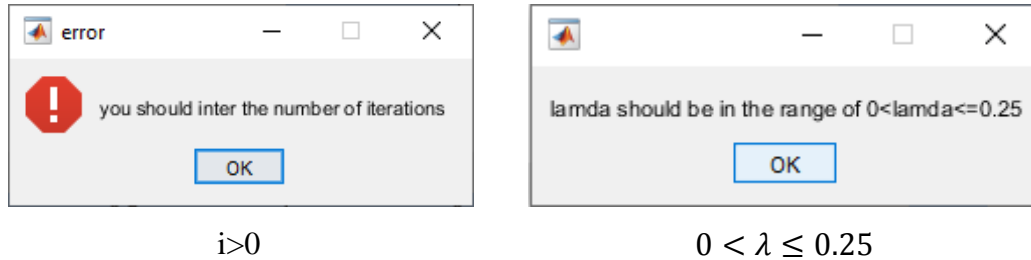 error
you should inter the number of iterations
OK
i>0
lamda should be in the range of 0<lamda<=0.25
OK
0 < λ ≤ 0.25